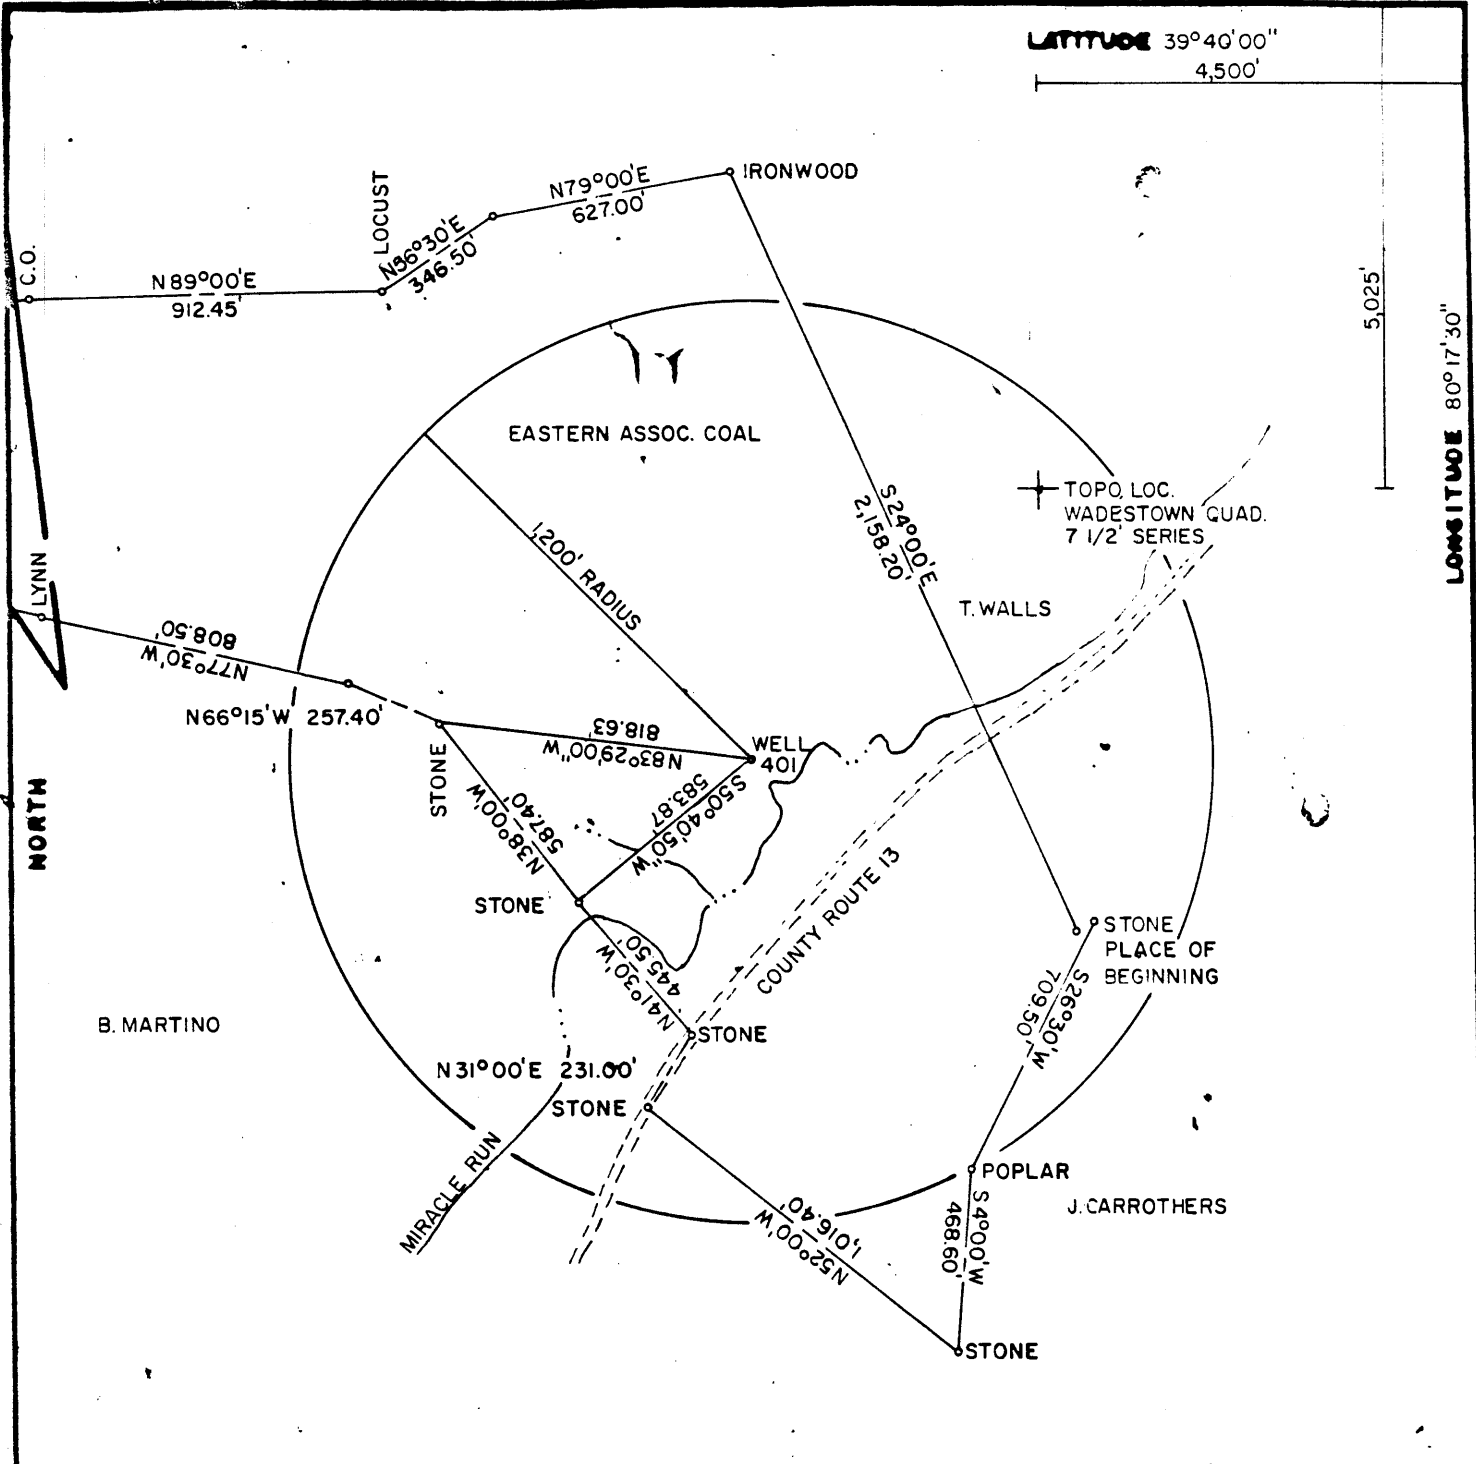 LATITUDE 39°40'00"
4,500'
5,025'
LONGITUDE 80°17'30"
C.O.
N89°00'E
912.45'
LOCUST
N56°30'E
346.50'
N79°00'E
627.00'
IRONWOOD
EASTERN ASSOC. COAL
1,200' RADIUS
S24°00'E
2,158.20'
TOPO. LOC.
WADESTOWN QUAD.
7 1/2' SERIES
T. WALLS
LYNN
N77°30'W
808.50'
N66°15'W 257.40'
N83°29'00"W
818.63'
WELL
401
STONE
N38°00'W
587.40'
S50°40'50"W
583.87'
NORTH
STONE
N41°30'W
445.50'
COUNTY ROUTE 13
STONE
PLACE OF
BEGINNING
S26°30'W
709.50'
B. MARTINO
STONE
N31°00'E 231.00'
STONE
MIRACLE RUN
POPLAR
J. CARROTHERS
S4°00'W
468.60'
N52°00'W
1,016.40'
STONE